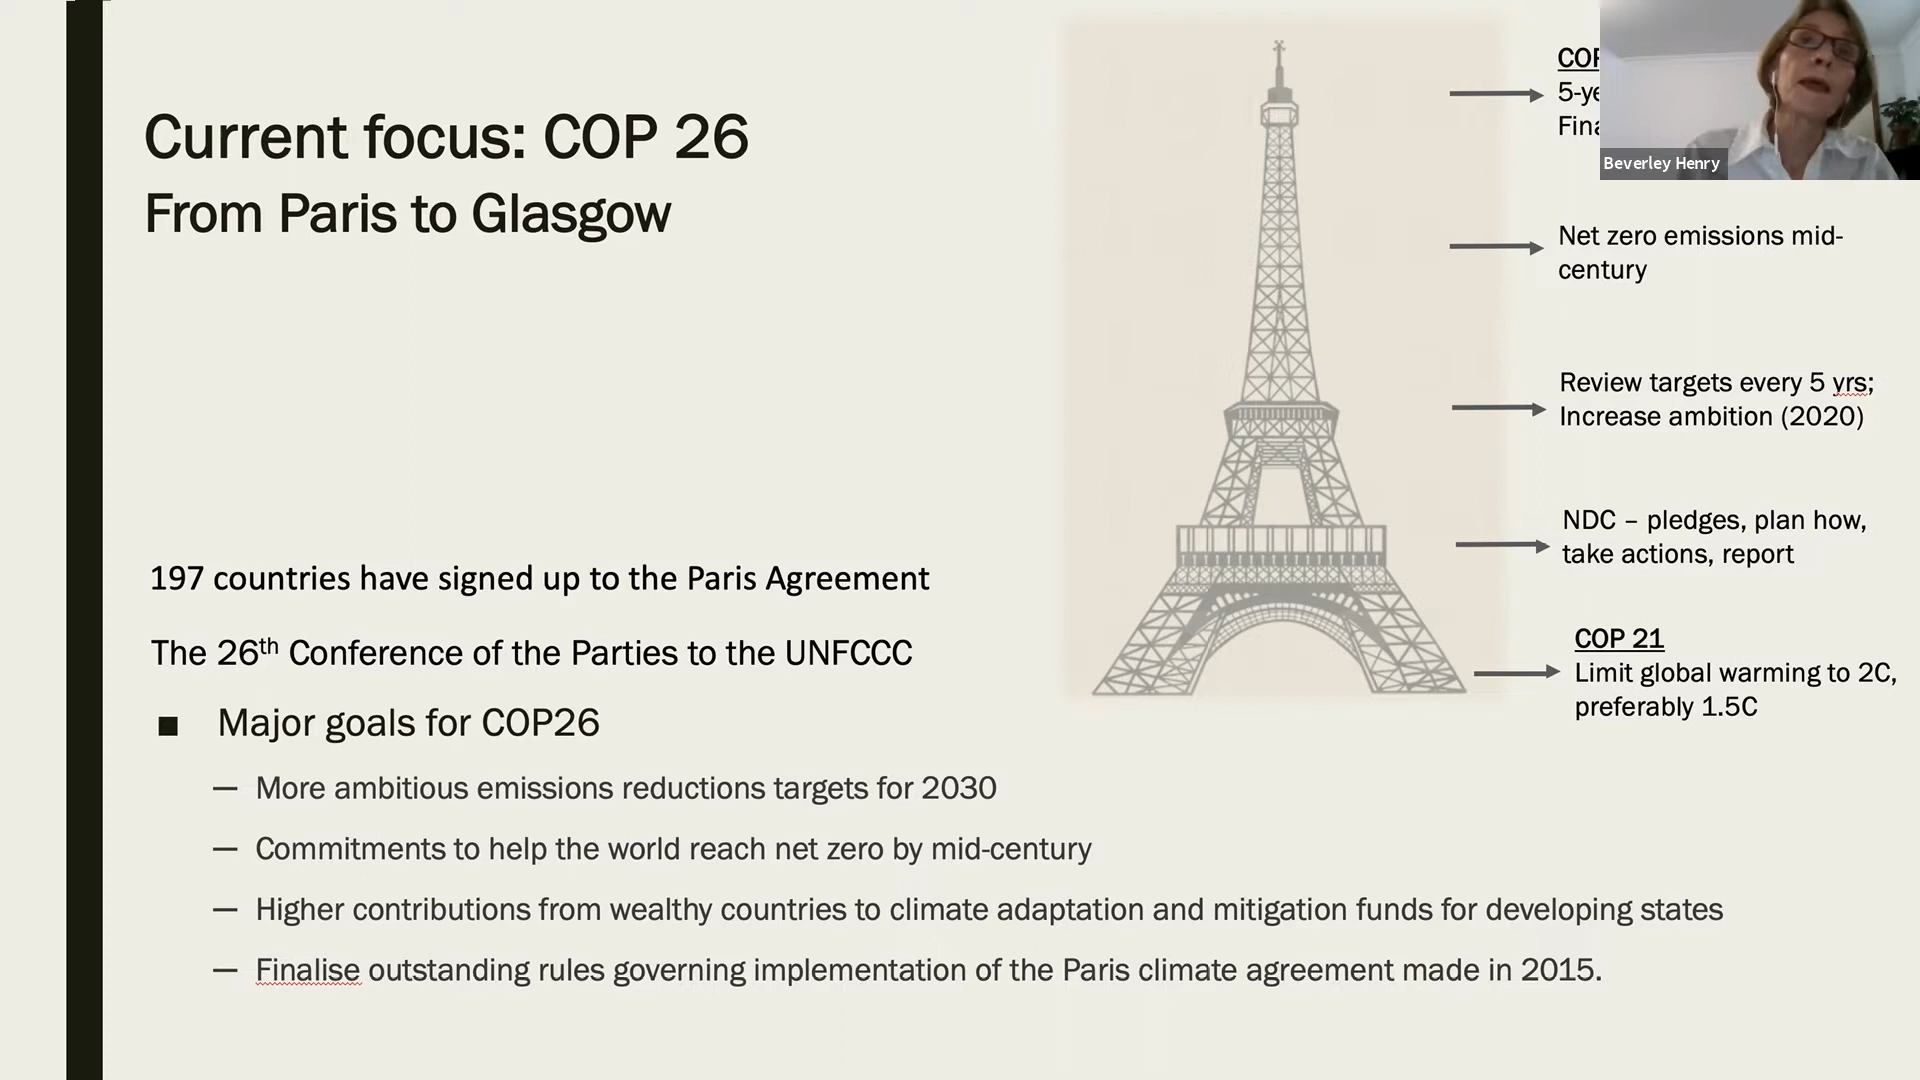 Current focus: COP 26
From Paris to Glasgow
197 countries have signed up to the Paris Agreement
The 26th Conference of the Parties to the UNFCCC
■ Major goals for COP26
— More ambitious emissions reductions targets for 2030
— Commitments to help the world reach net zero by mid-century
— Higher contributions from wealthy countries to climate adaptation and mitigation funds for developing states
— Finalise outstanding rules governing implementation of the Paris climate agreement made in 2015.
Beverley Henry
Net zero emissions mid-
century
Review targets every 5 yrs;
Increase ambition (2020)
NDC – pledges, plan how,
take actions, report
COP 21
Limit global warming to 2C,
preferably 1.5C